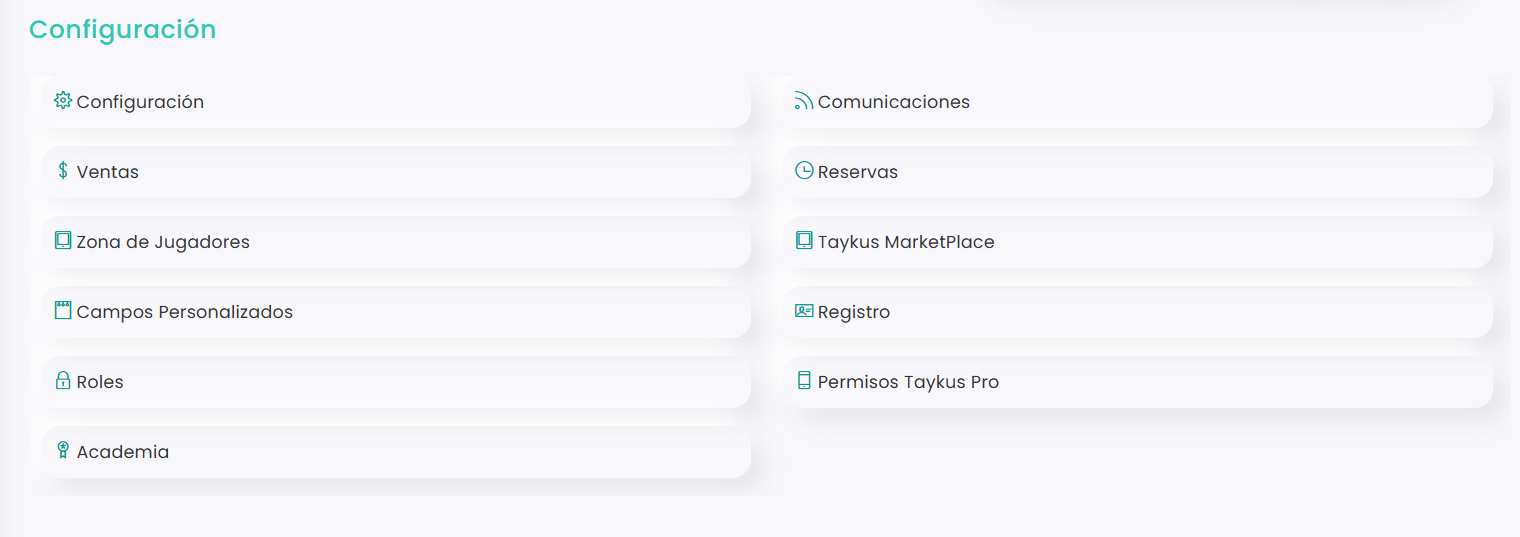 Configuración
Configuración
Comunicaciones
Ventas
Reservas
Zona de Jugadores
Taykus MarketPlace
Campos Personalizados
Registro
Roles
Permisos Taykus Pro
Academia